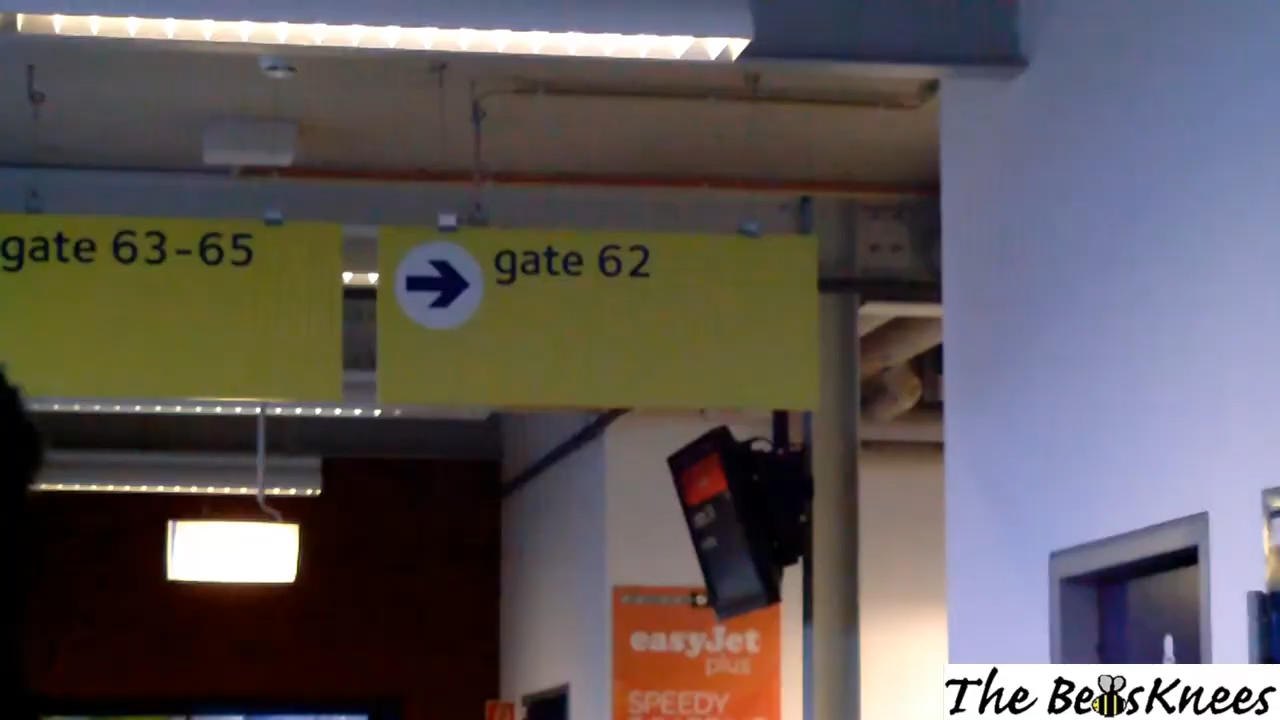 gate 63-65
gate 62
easyJet
plus
SPEEDY
The BeesKnees